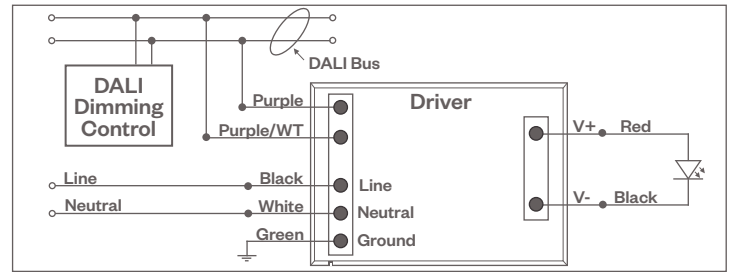 DALI Bus
DALI
Dimming
Control
Driver
Purple
Purple/WT
V+ Red
Line Black Line
V- Black
Neutral White Neutral
Green Ground